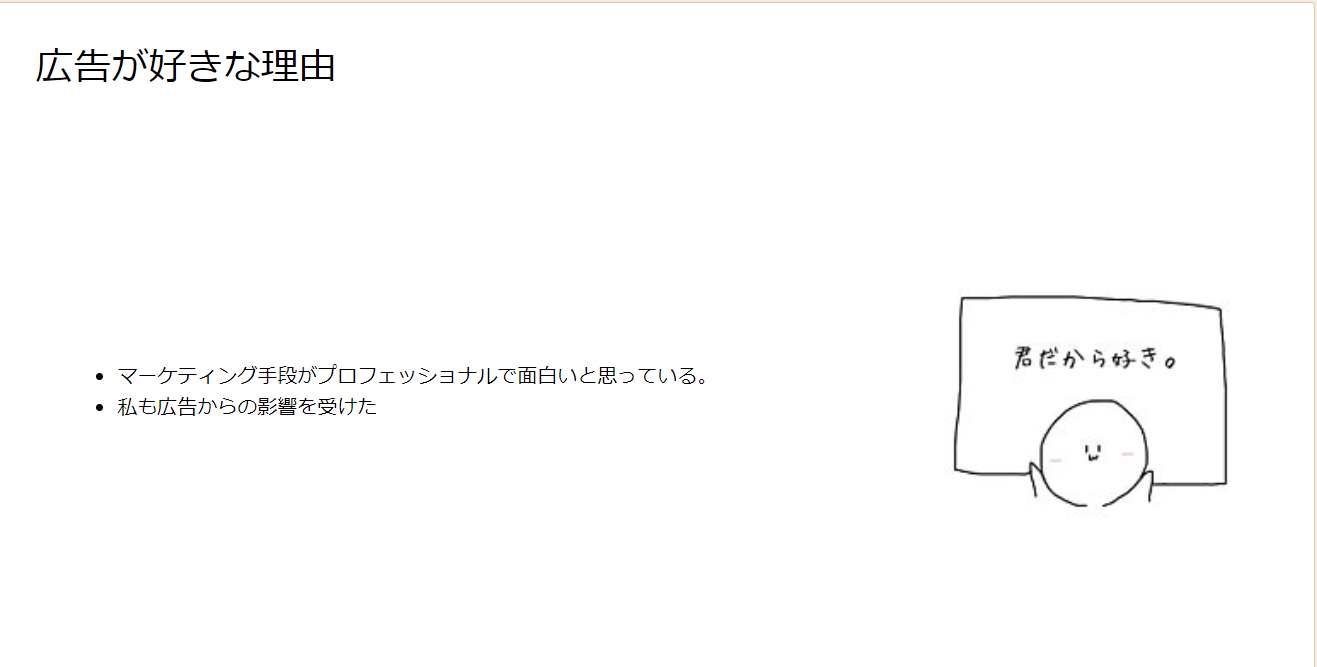 広告が好きな理由
• マーケティング手段がプロフェッショナルで面白いと思っている。
• 私も広告からの影響を受けた
君だから好き。